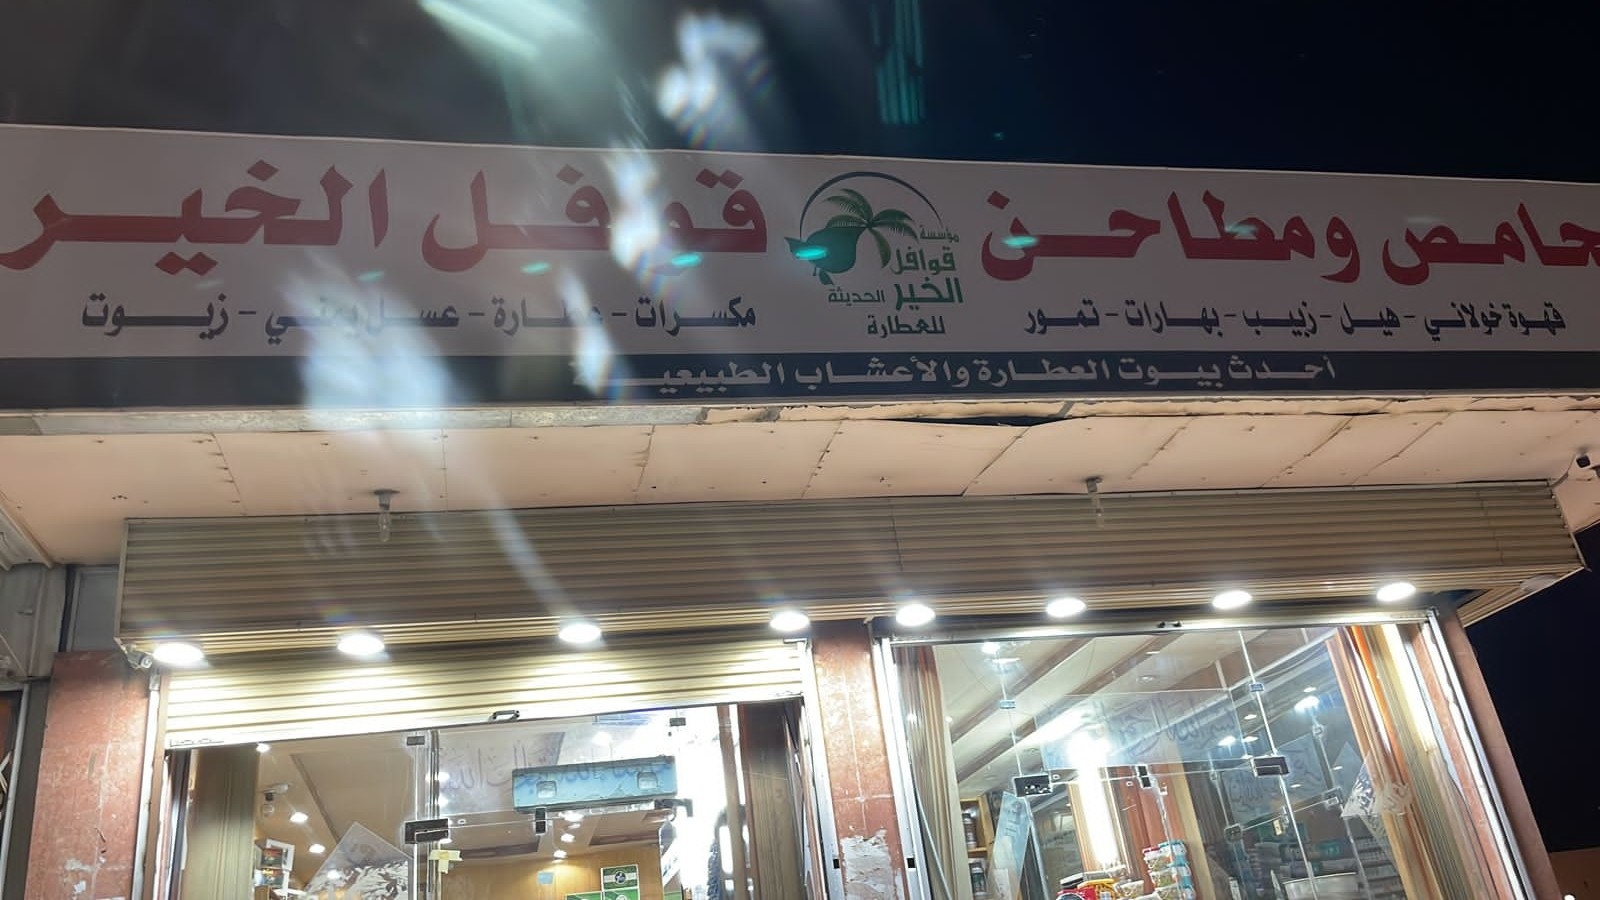 محامص ومطاحن
قوافل الخير
مؤسسة
قوافل
الخير الحديثة
للعطارة
قهوة خولاني - هيل - زبيب - بهارات - تمور
مكسرات - عطارة - عسل يمني - زيوت
أحدث بيوت العطارة والأعشاب الطبيعية